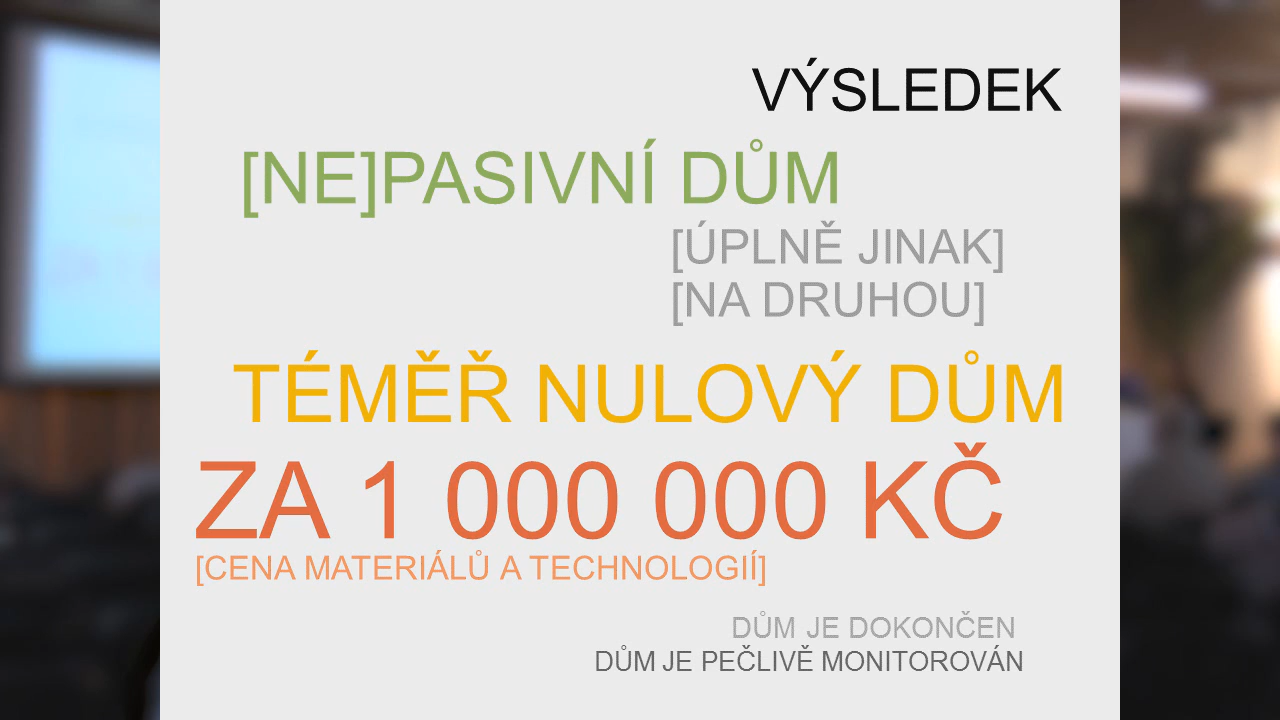 VÝSLEDEK
[NE]PASIVNÍ DŮM
[ÚPLNĚ JINAK]
[NA DRUHOU]
TÉMĚŘ NULOVÝ DŮM
ZA 1 000 000 KČ
[CENA MATERIÁLŮ A TECHNOLOGIÍ]
DŮM JE DOKONČEN
DŮM JE PEČLIVĚ MONITOROVÁN